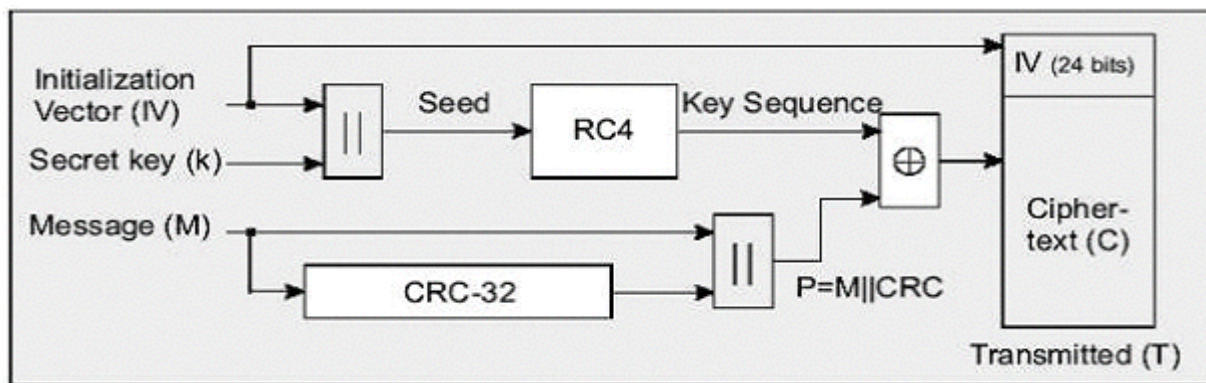 Initialization
Vector (IV)
Secret key (k)
Message (M)
||
Seed
RC4
Key Sequence
⊕
CRC-32
||
P=M||CRC
IV (24 bits)
Cipher-
text (C)
Transmitted (T)